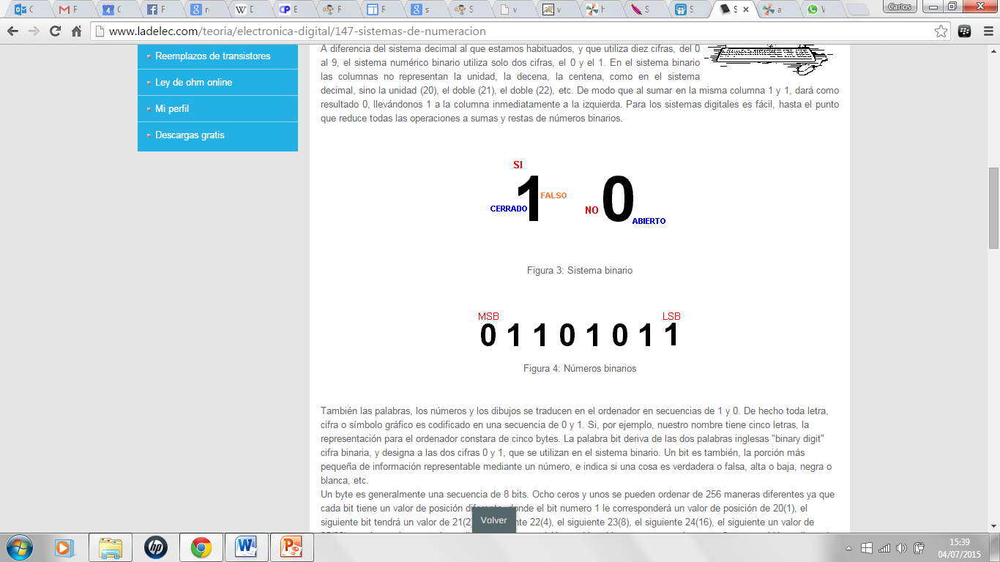 Carlos
www.ladelec.com/teoria/electronica-digital/147-sistemas-de-numeracion
Reemplazos de transistores
Ley de ohm online
Mi perfil
Descargas gratis
A diferencia del sistema decimal al que estamos habituados, y que utiliza diez cifras, del 0
al 9, el sistema numérico binario utiliza solo dos cifras, el 0 y el 1. En el sistema binario
las columnas no representan la unidad, la decena, la centena, como en el sistema
decimal, sino la unidad (20), el doble (21), el doble (22), etc. De modo que al sumar en la misma columna 1 y 1, dará como
resultado 0, llevándonos 1 a la columna inmediatamente a la izquierda. Para los sistemas digitales es fácil, hasta el punto
que reduce todas las operaciones a sumas y restas de números binarios.
SI
1 FALSO
CERRADO
NO 0
ABIERTO
Figura 3: Sistema binario
MSB LSB
0 1 1 0 1 0 1 1
Figura 4: Números binarios
También las palabras, los números y los dibujos se traducen en el ordenador en secuencias de 1 y 0. De hecho toda letra,
cifra o símbolo gráfico es codificado en una secuencia de 0 y 1. Si, por ejemplo, nuestro nombre tiene cinco letras, la
representación para el ordenador constara de cinco bytes. La palabra bit deriva de las dos palabras inglesas "binary digit"
cifra binaria, y designa a las dos cifras 0 y 1, que se utilizan en el sistema binario. Un bit es también, la porción más
pequeña de información representable mediante un número, e indica si una cosa es verdadera o falsa, alta o baja, negra o
blanca, etc.
Un byte es generalmente una secuencia de 8 bits. Ocho ceros y unos se pueden ordenar de 256 maneras diferentes ya que
cada bit tiene un valor de posición diferente, donde el bit numero 1 le corresponderá un valor de posición de 20(1), el
siguiente bit tendrá un valor de 21(2) 22(4), el siguiente 23(8), el siguiente 24(16), el siguiente un valor de
Volver
15:39
04/07/2015